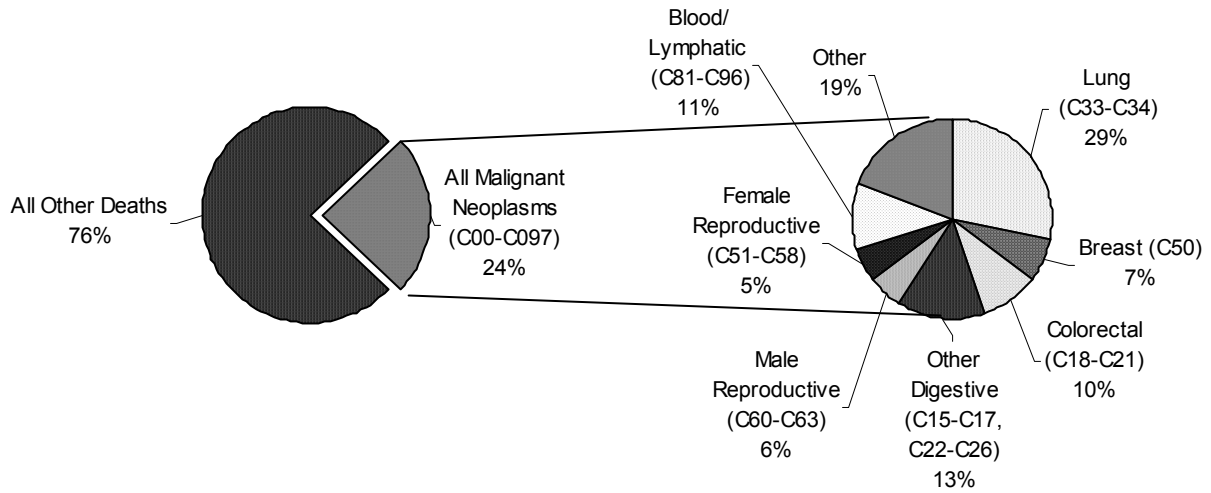 All Other Deaths
76%
All Malignant
Neoplasms
(C00-C097)
24%
Blood/
Lymphatic
(C81-C96)
11%
Other
19%
Lung
(C33-C34)
29%
Female
Reproductive
(C51-C58)
5%
Breast (C50)
7%
Male
Reproductive
(C60-C63)
6%
Other
Digestive
(C15-C17,
C22-C26)
13%
Colorectal
(C18-C21)
10%